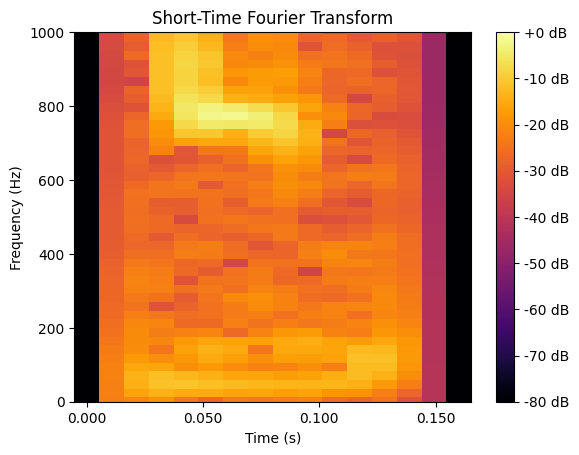 Short-Time Fourier Transform
Frequency (Hz)
1000
800
600
400
200
0
0.000
0.050
0.100
0.150
Time (s)
+0 dB
-10 dB
-20 dB
-30 dB
-40 dB
-50 dB
-60 dB
-70 dB
-80 dB